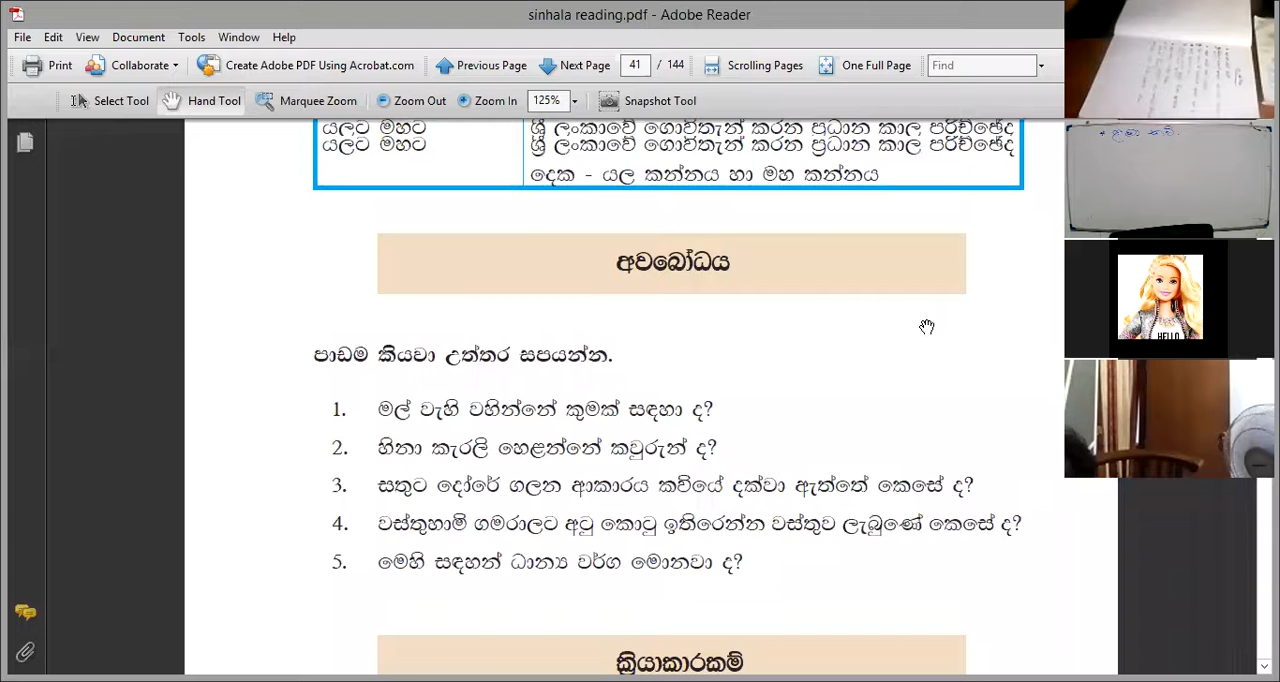 sinhala reading.pdf - Adobe Reader
File Edit View Document Tools Window Help
Print Collaborate Create Adobe PDF Using Acrobat.com Previous Page Next Page 41 / 144 Scrolling Pages One Full Page Find
Select Tool Hand Tool Marquee Zoom Zoom Out Zoom In 125% Snapshot Tool
යලට මහට ශ්‍රී ලංකාවේ ගොවිතැන් කරන ප්‍රධාන කාල පරිච්ඡේද
යලට මහට ශ්‍රී ලංකාවේ ගොවිතැන් කරන ප්‍රධාන කාල පරිච්ඡේද
දෙක - යල කන්නය හා මහ කන්නය
අවබෝධය
පාඩම කියවා උත්තර සපයන්න.
1. මල් වැහි වහින්නේ කුමක් සඳහා ද?
2. හිනා කැරලි හෙළන්නේ කවුරුන් ද?
3. සතුට දෝරේ ගලන ආකාරය කවියේ දක්වා ඇත්තේ කෙසේ ද?
4. වස්තුහාමි ගමරාලට අටු කොටු ඉතිරෙන්න වස්තුව ලැබුණේ කෙසේ ද?
5. මෙහි සඳහන් ධාන්‍ය වර්ග මොනවා ද?
ක්‍රියාකාරකම්
HELLO